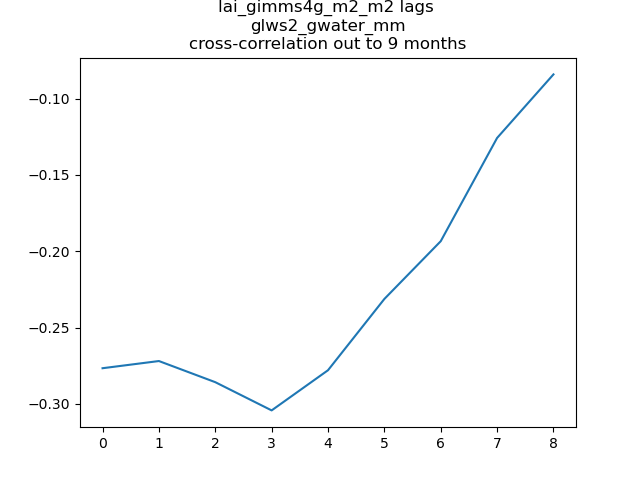 lai_gimms4g_m2_m2 lags
glws2_gwater_mm
cross-correlation out to 9 months
−0.10
−0.15
−0.20
−0.25
−0.30
0 1 2 3 4 5 6 7 8